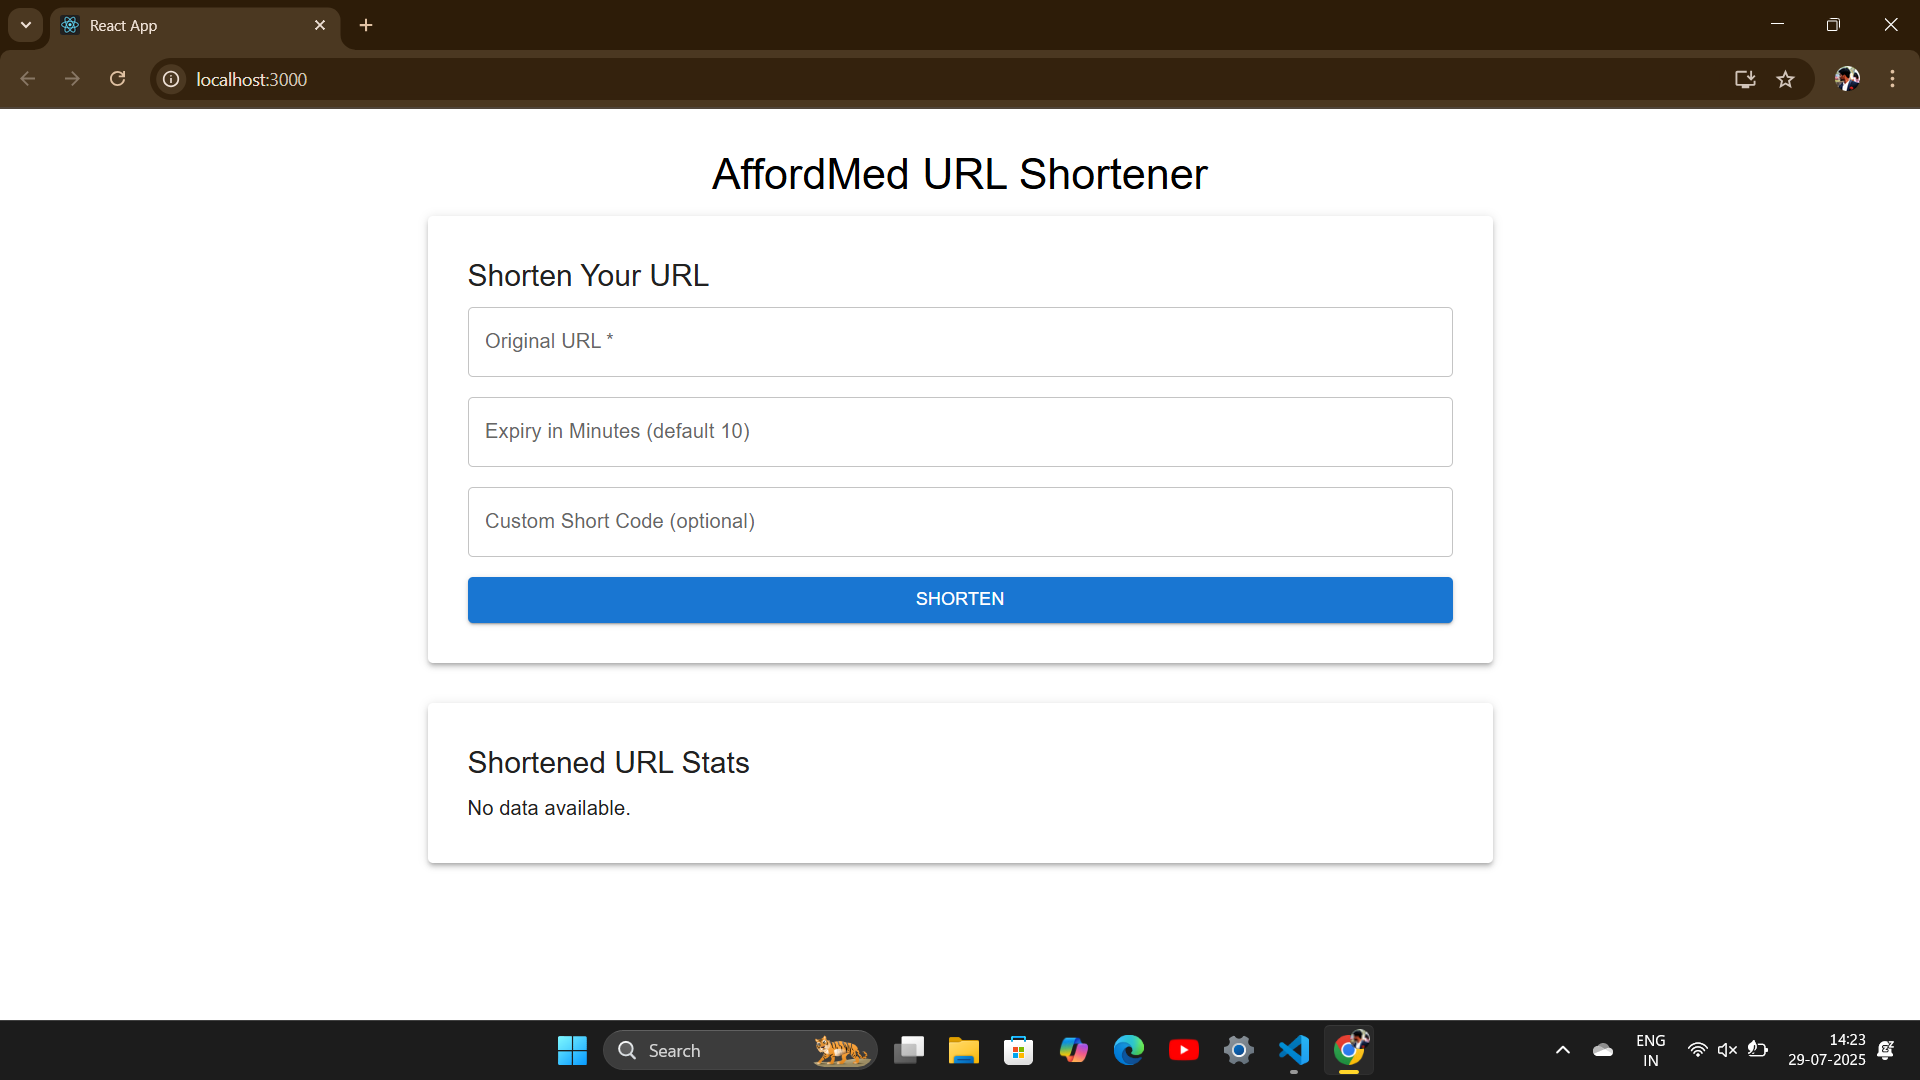 React App
localhost:3000
AffordMed URL Shortener
Shorten Your URL
Original URL *
Expiry in Minutes (default 10)
Custom Short Code (optional)
SHORTEN
Shortened URL Stats
No data available.
Search
ENG
IN
14:23
29-07-2025